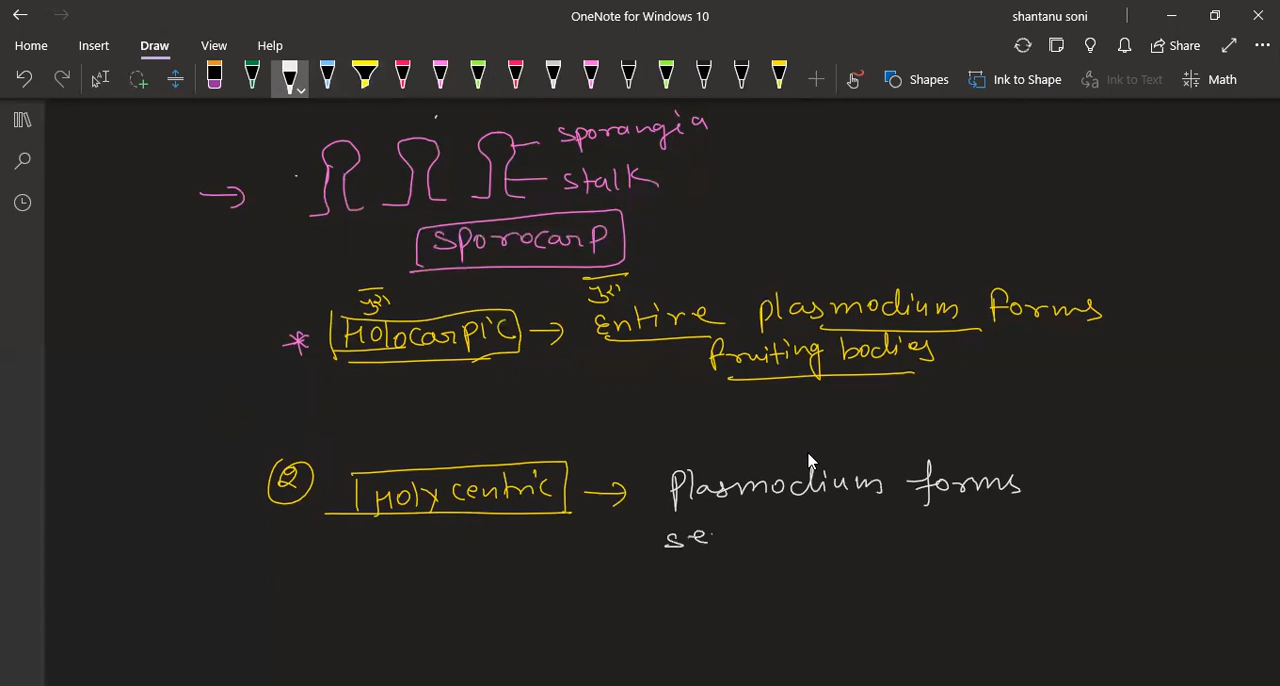 OneNote for Windows 10
shantanu soni
Home Insert Draw View Help
Share
Shapes Ink to Shape Ink to Text Math
sporangia
stalk
sporocarp
पुरा पुरा
* Holocarpic → Entire plasmodium forms
fruiting bodies
2 Holycentric → Plasmodium forms
se